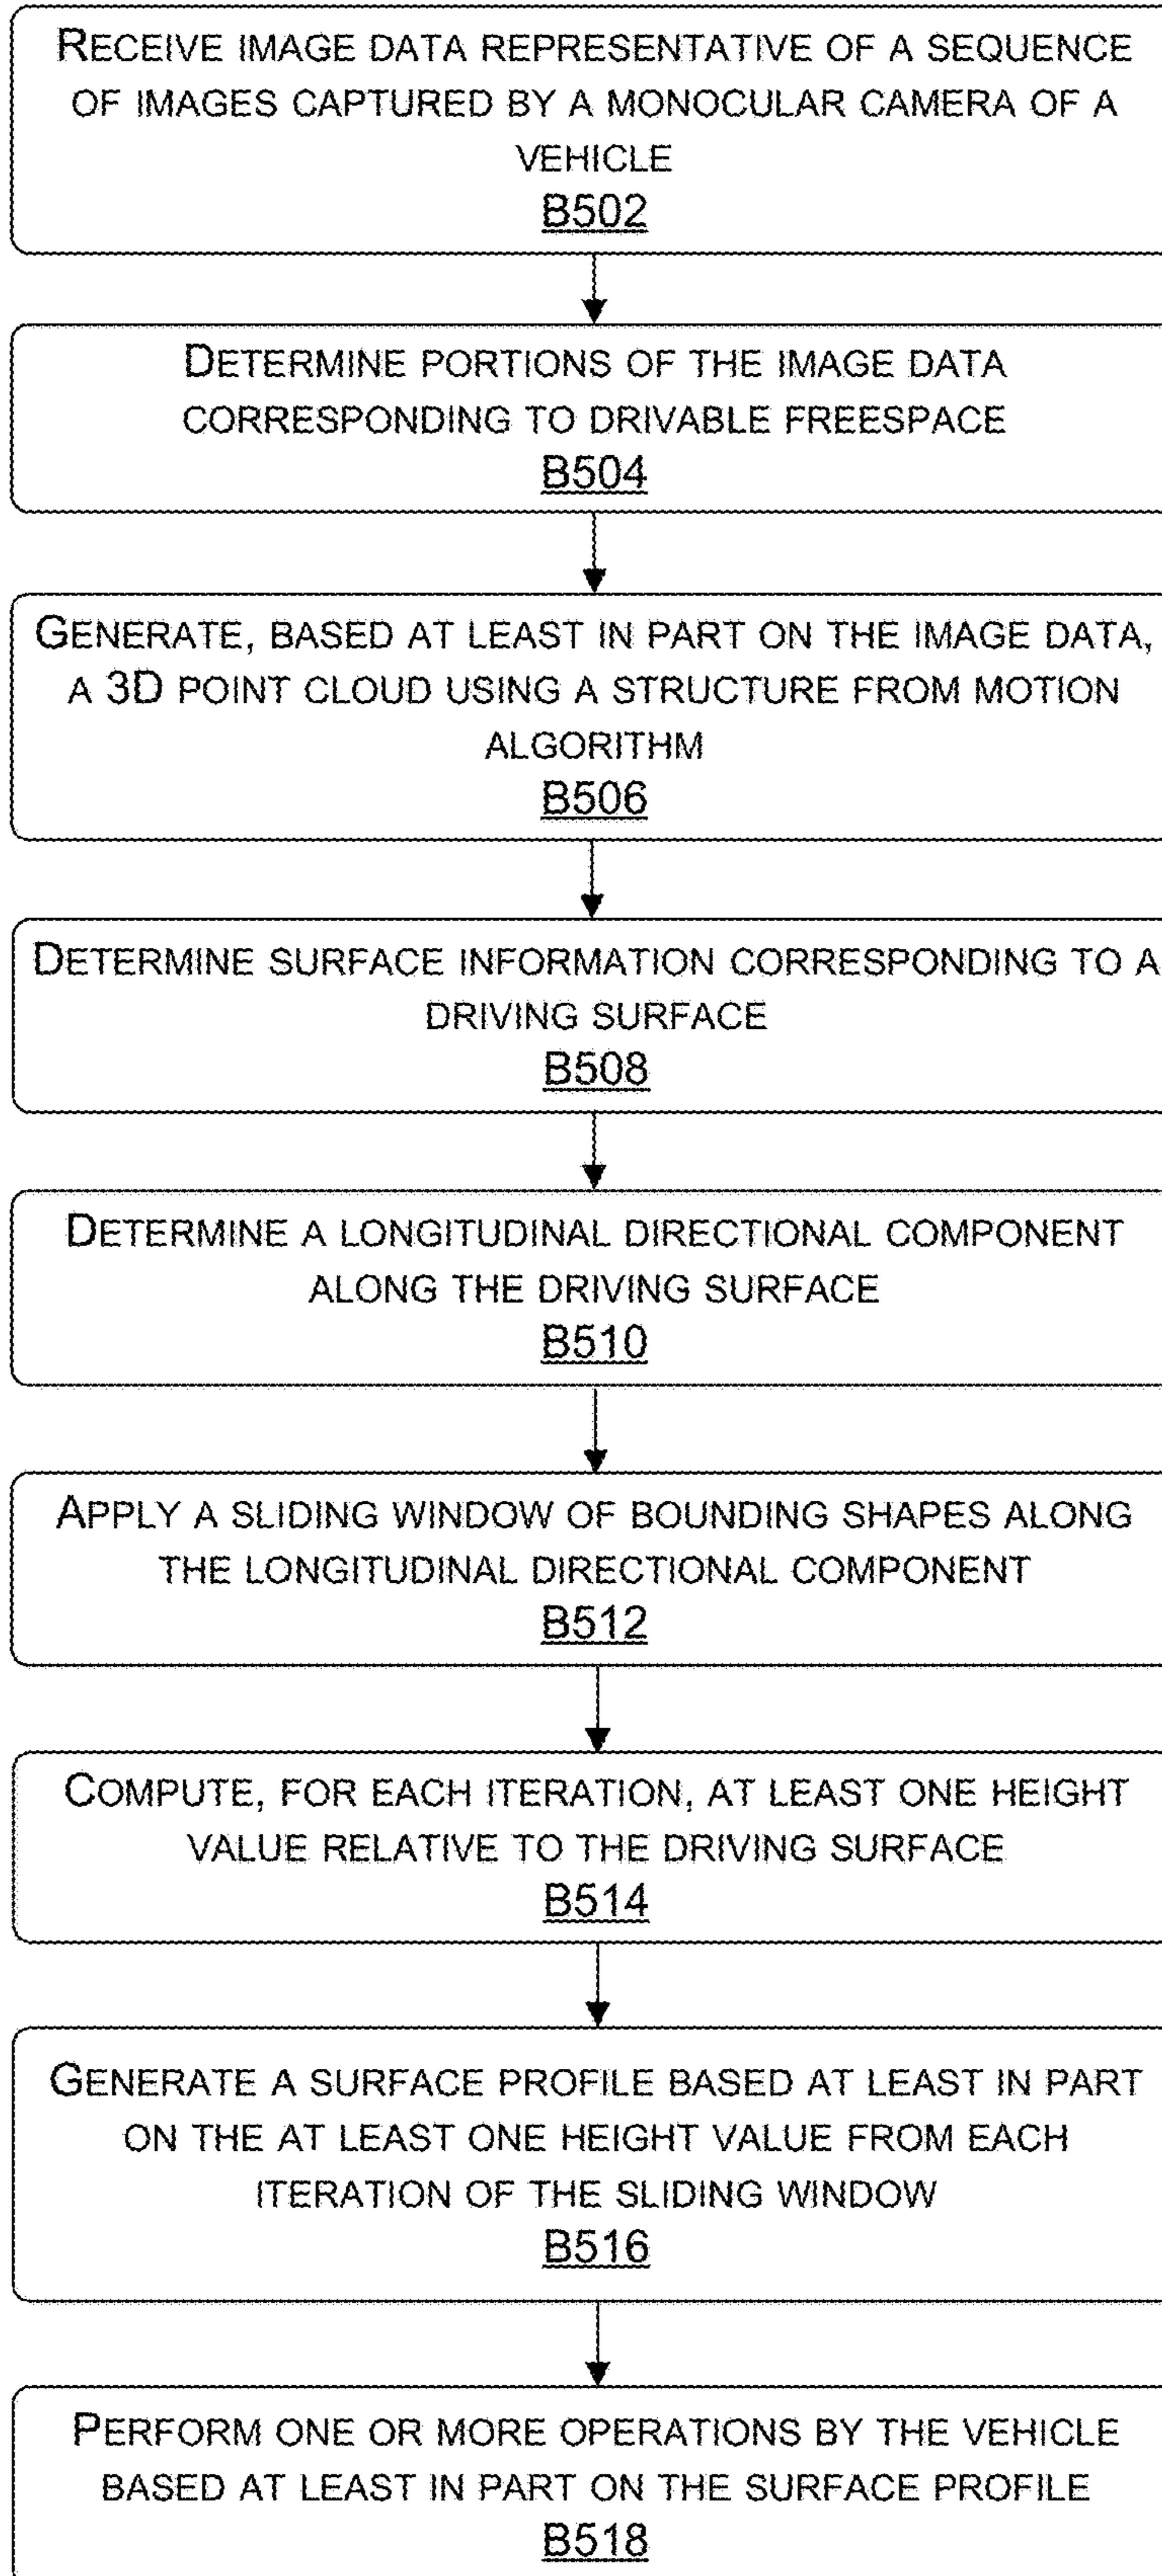 RECEIVE IMAGE DATA REPRESENTATIVE OF A SEQUENCE
OF IMAGES CAPTURED BY A MONOCULAR CAMERA OF A
VEHICLE
B502
DETERMINE PORTIONS OF THE IMAGE DATA
CORRESPONDING TO DRIVABLE FREESPACE
B504
GENERATE, BASED AT LEAST IN PART ON THE IMAGE DATA,
A 3D POINT CLOUD USING A STRUCTURE FROM MOTION
ALGORITHM
B506
DETERMINE SURFACE INFORMATION CORRESPONDING TO A
DRIVING SURFACE
B508
DETERMINE A LONGITUDINAL DIRECTIONAL COMPONENT
ALONG THE DRIVING SURFACE
B510
APPLY A SLIDING WINDOW OF BOUNDING SHAPES ALONG
THE LONGITUDINAL DIRECTIONAL COMPONENT
B512
COMPUTE, FOR EACH ITERATION, AT LEAST ONE HEIGHT
VALUE RELATIVE TO THE DRIVING SURFACE
B514
GENERATE A SURFACE PROFILE BASED AT LEAST IN PART
ON THE AT LEAST ONE HEIGHT VALUE FROM EACH
ITERATION OF THE SLIDING WINDOW
B516
PERFORM ONE OR MORE OPERATIONS BY THE VEHICLE
BASED AT LEAST IN PART ON THE SURFACE PROFILE
B518